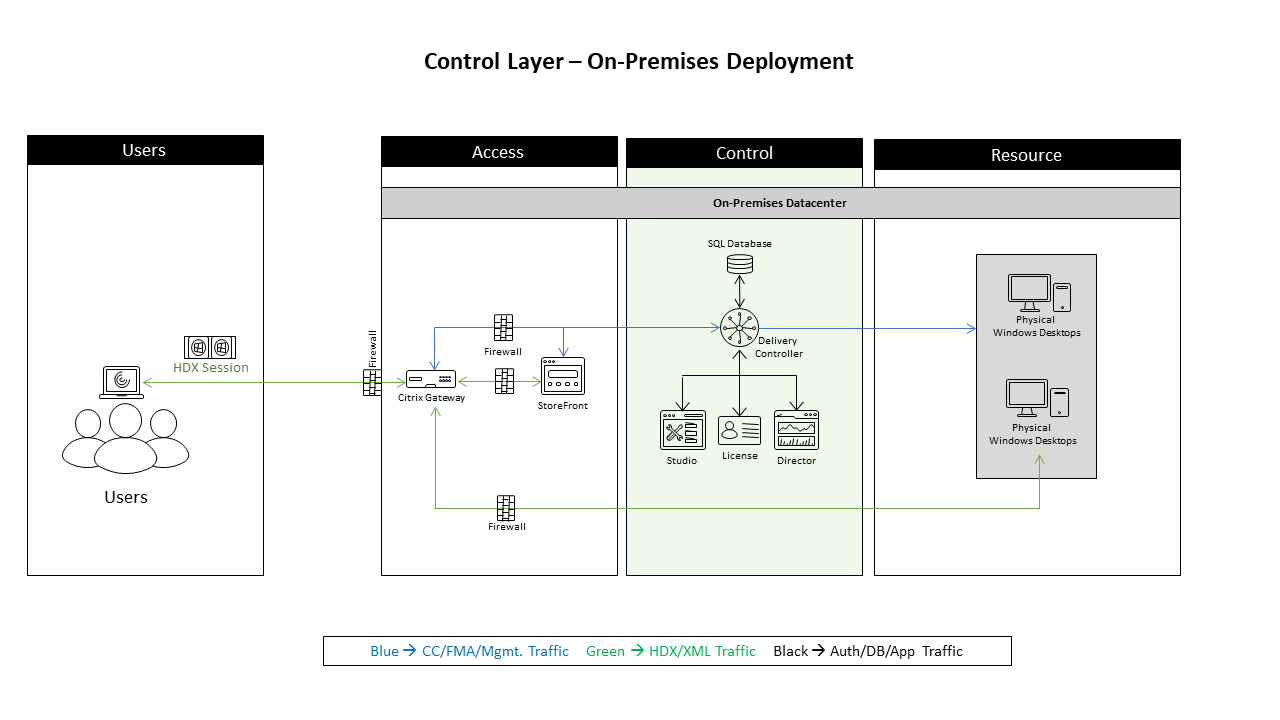 Control Layer – On-Premises Deployment
Users
Access
Control
Resource
On-Premises Datacenter
SQL Database
Physical
Windows Desktops
Firewall
Firewall
Delivery
Controller
HDX Session
Citrix Gateway
StoreFront
Physical
Windows Desktops
Studio
License
Director
Users
Firewall
Blue → CC/FMA/Mgmt. Traffic Green → HDX/XML Traffic Black → Auth/DB/App Traffic